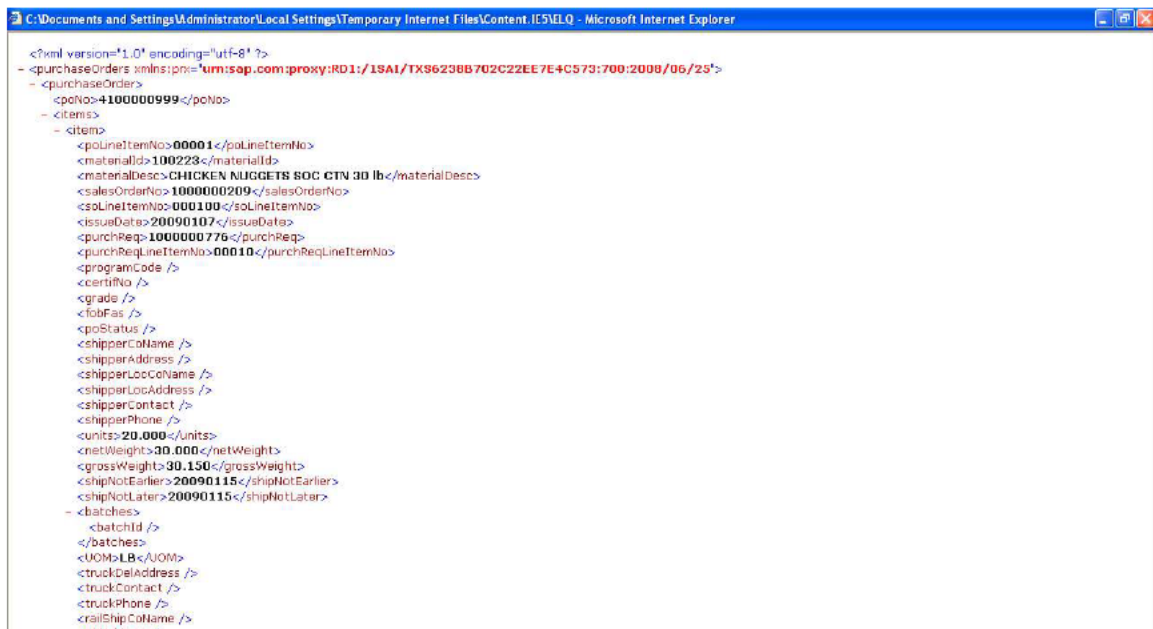 C:\Documents and Settings\Administrator\Local Settings\Temporary Internet Files\Content.IE5\ELQ - Microsoft Internet Explorer
<?xml version="1.0" encoding="utf-8" ?>
- <purchaseOrders xmlns:prx="urn:sap.com:proxy:RD1:/1SAI/TXS6238B702C22EE7E4C573:700:2008/06/25">
- <purchaseOrder>
<poNo>4100000999</poNo>
- <items>
- <item>
<poLineItemNo>00001</poLineItemNo>
<materialId>100223</materialId>
<materialDesc>CHICKEN NUGGETS SOC CTN 30 lb</materialDesc>
<salesOrderNo>1000000209</salesOrderNo>
<soLineItemNo>000100</soLineItemNo>
<issueDate>20090107</issueDate>
<purchReq>1000000776</purchReq>
<purchReqLineItemNo>00010</purchReqLineItemNo>
<programCode />
<certifNo />
<grade />
<fobFas />
<poStatus />
<shipperCoName />
<shipperAddress />
<shipperLocCoName />
<shipperLocAddress />
<shipperContact />
<shipperPhone />
<units>20.000</units>
<netWeight>30.000</netWeight>
<grossWeight>30.150</grossWeight>
<shipNotEarlier>20090115</shipNotEarlier>
<shipNotLater>20090115</shipNotLater>
- <batches>
<batchId />
</batches>
<UOM>LB</UOM>
<truckDelAddress />
<truckContact />
<truckPhone />
<railShipCoName />